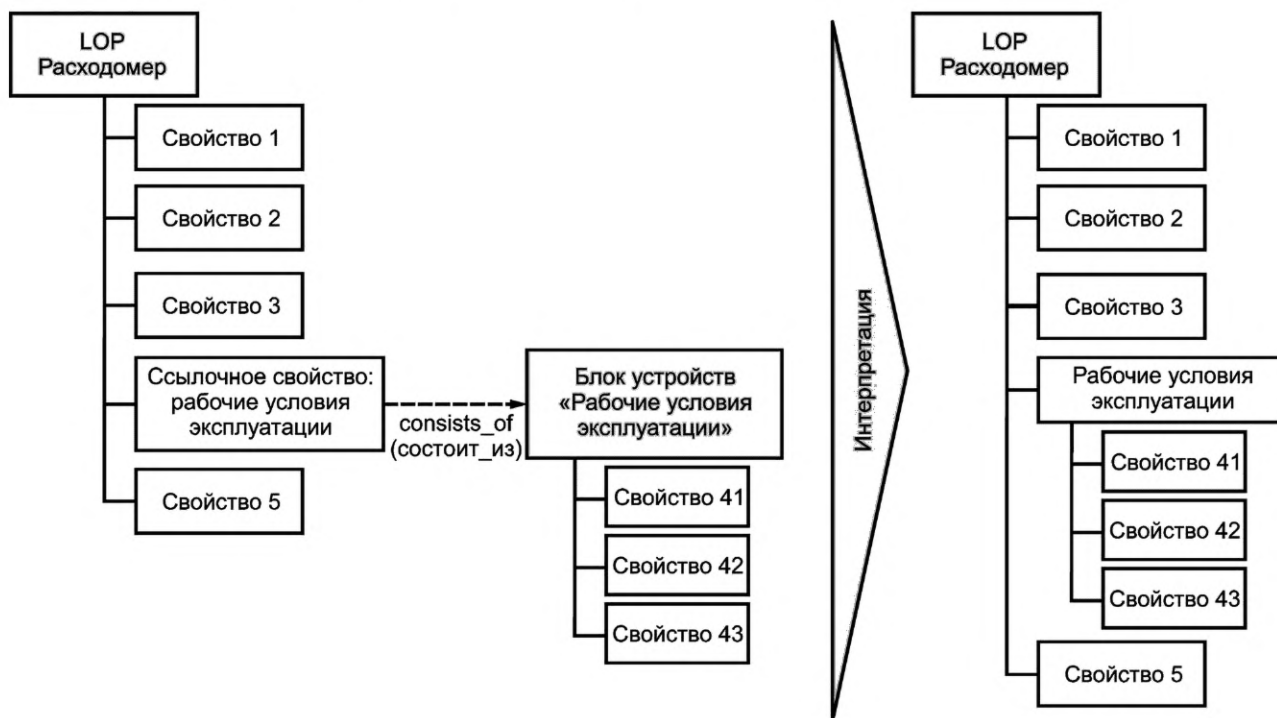 LOP
Расходомер
Свойство 1
Свойство 2
Свойство 3
Ссылочное свойство:
рабочие условия
эксплуатации
Свойство 5
consists_of
(состоит_из)
Блок устройств
«Рабочие условия
эксплуатации»
Свойство 41
Свойство 42
Свойство 43
Интерпретация
LOP
Расходомер
Свойство 1
Свойство 2
Свойство 3
Рабочие условия
эксплуатации
Свойство 41
Свойство 42
Свойство 43
Свойство 5